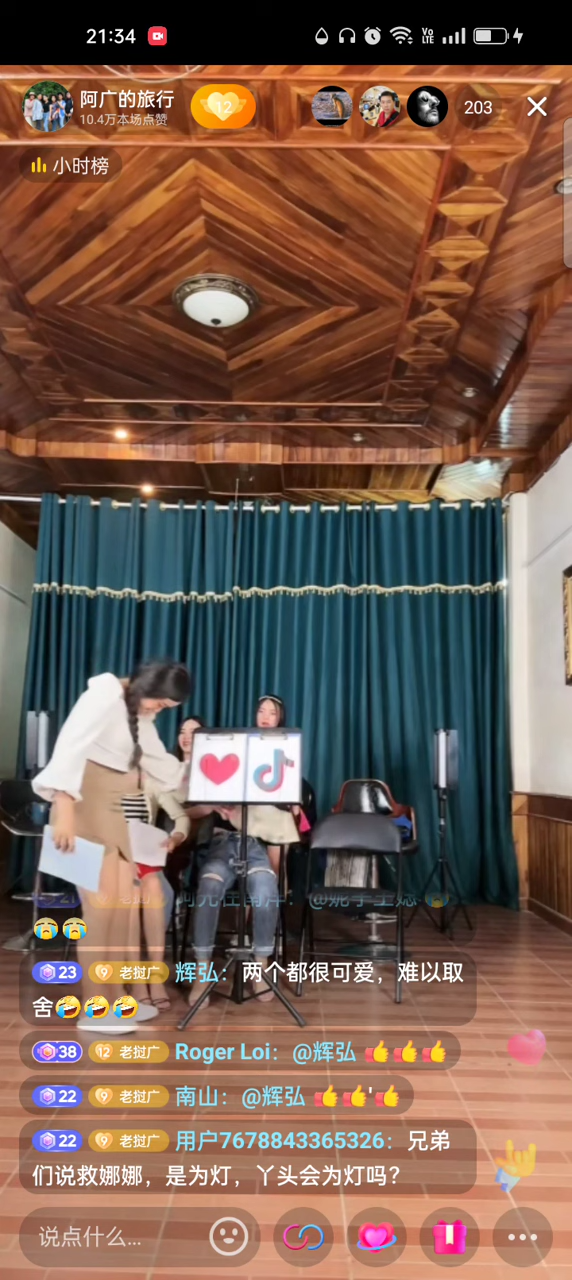 21:34
Vo
LTE
阿广的旅行
10.4万本场点赞
12
203
小时榜
23 9 老挝广 辉弘：两个都很可爱，难以取
舍🤣🤣🤣
38 12 老挝广 Roger Loi：@辉弘 👍👍👍
22 9 老挝广 南山：@辉弘 👍👍'👍
22 9 老挝广 用户7678843365326：兄弟
们说救娜娜，是为灯，丫头会为灯吗？
说点什么...